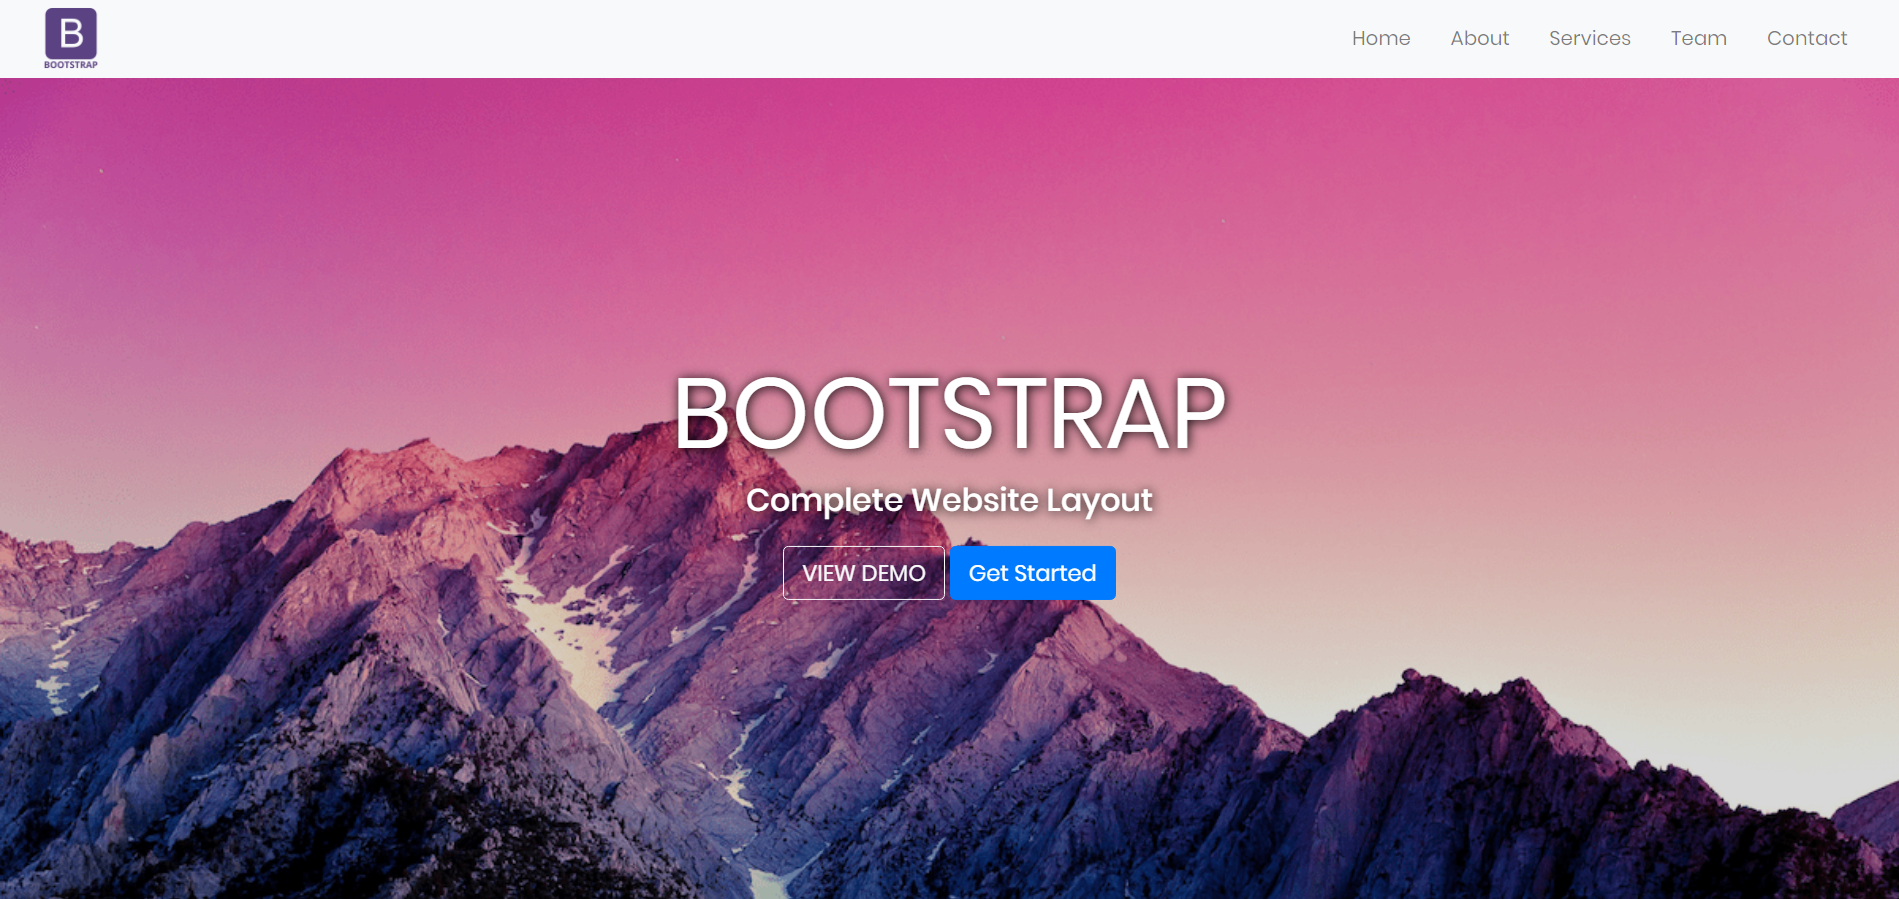 B
BOOTSTRAP
Home About Services Team Contact
BOOTSTRAP
Complete Website Layout
VIEW DEMO Get Started